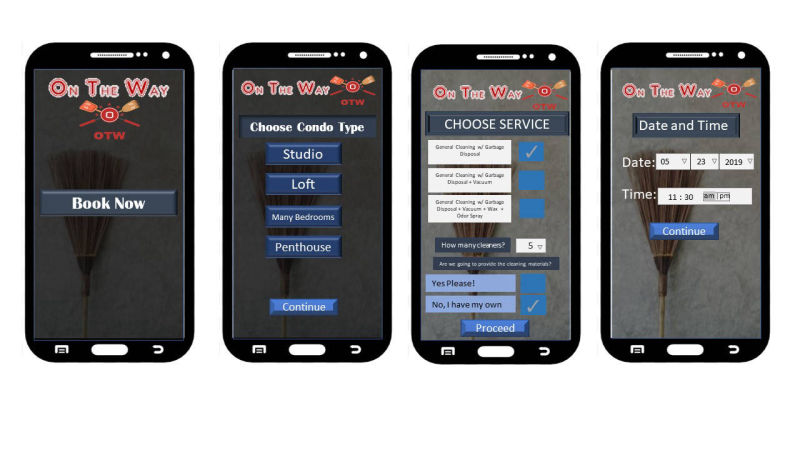 On The Way
O
OTW
Book Now
On The Way
O
OTW
Choose Condo Type
Studio
Loft
Many Bedrooms
Penthouse
Continue
On The Way
O
OTW
CHOOSE SERVICE
General Cleaning w/ Garbage
Disposal
General Cleaning w/ Garbage
Disposal + Vacuum
General Cleaning w/ Garbage
Disposal + Vacuum + Wax +
Odor Spray
How many cleaners? 5
Are we going to provide the cleaning materials?
Yes Please!
No, I have my own
Proceed
On The Way
O
OTW
Date and Time
Date: 05 23 2019
Time: 11 : 30 am pm
Continue